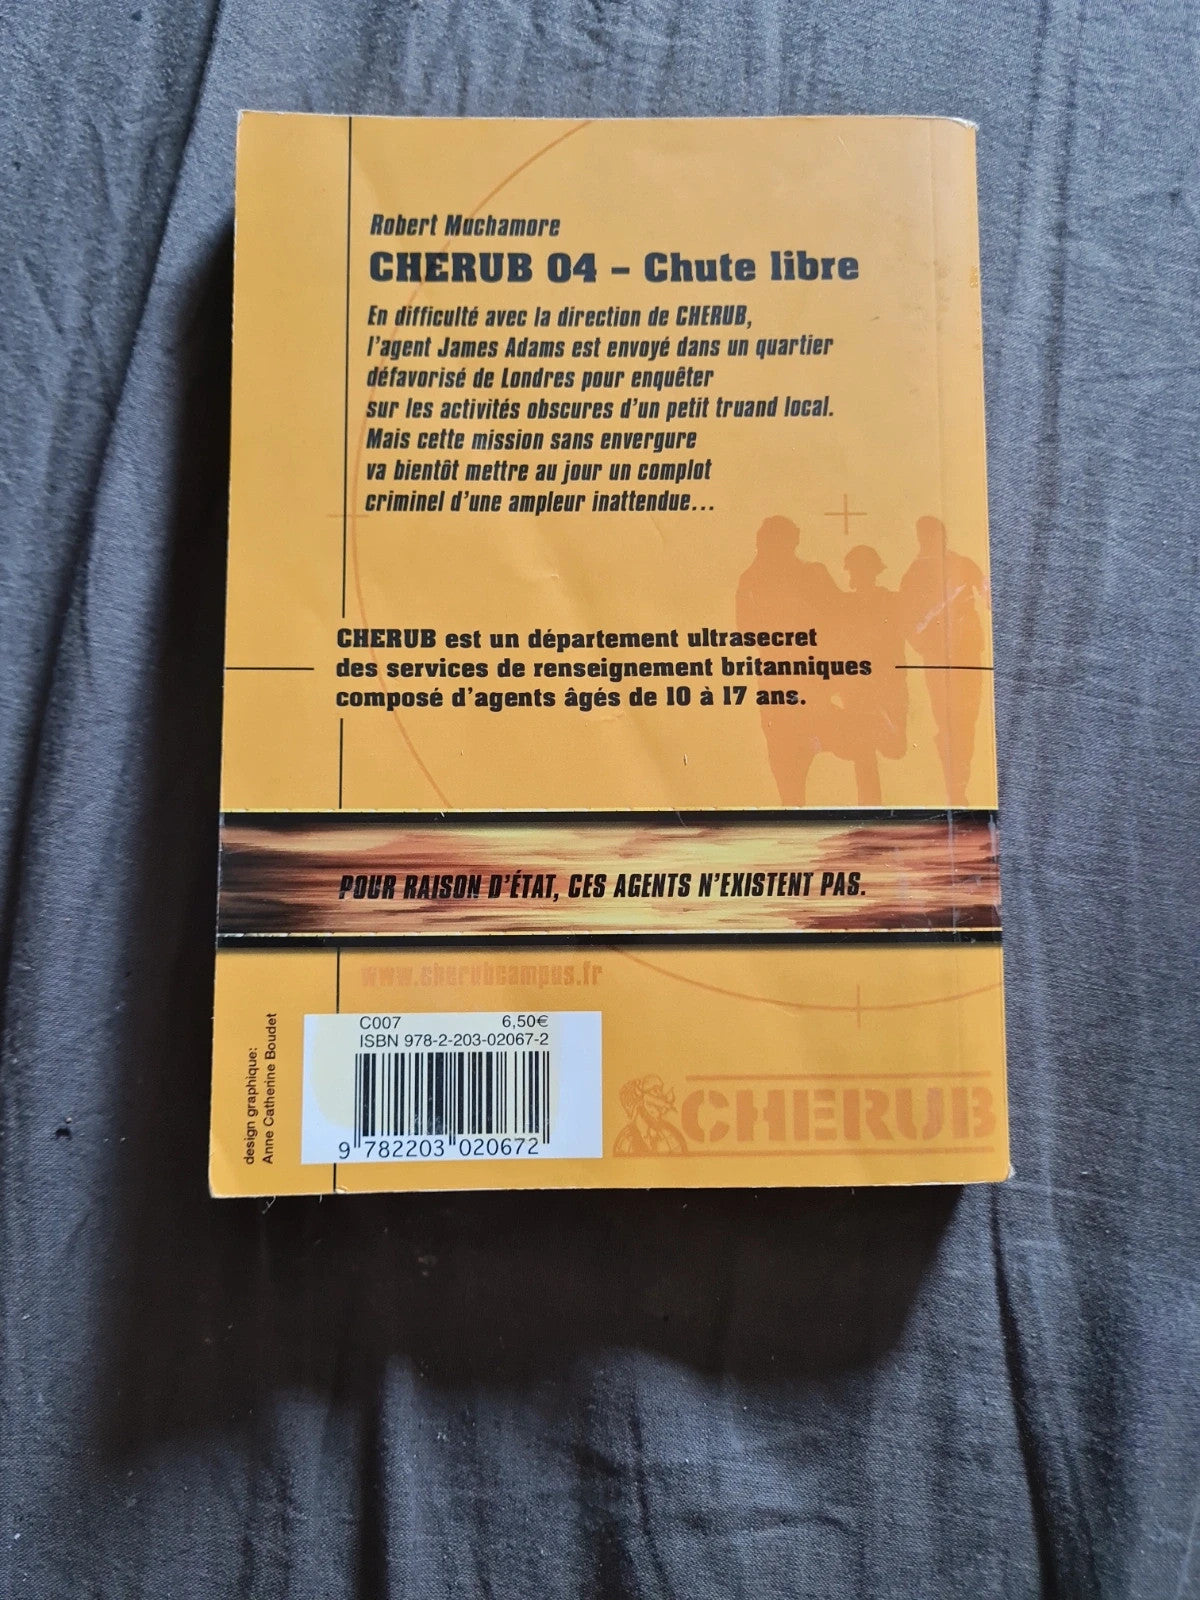 Robert Muchamore
CHERUB 04 – Chute libre
En difficulté avec la direction de CHERUB,
l'agent James Adams est envoyé dans un quartier
défavorisé de Londres pour enquêter
sur les activités obscures d'un petit truand local.
Mais cette mission sans envergure
va bientôt mettre au jour un complot
criminel d'une ampleur inattendue...
CHERUB est un département ultrasecret
des services de renseignement britanniques
composé d'agents âgés de 10 à 17 ans.
POUR RAISON D'ÉTAT, CES AGENTS N'EXISTENT PAS.
www.cherubcampus.fr
design graphique:
Anne Catherine Boudet
C007 6,50€
ISBN 978-2-203-02067-2
9 782203 020672
CHERUB